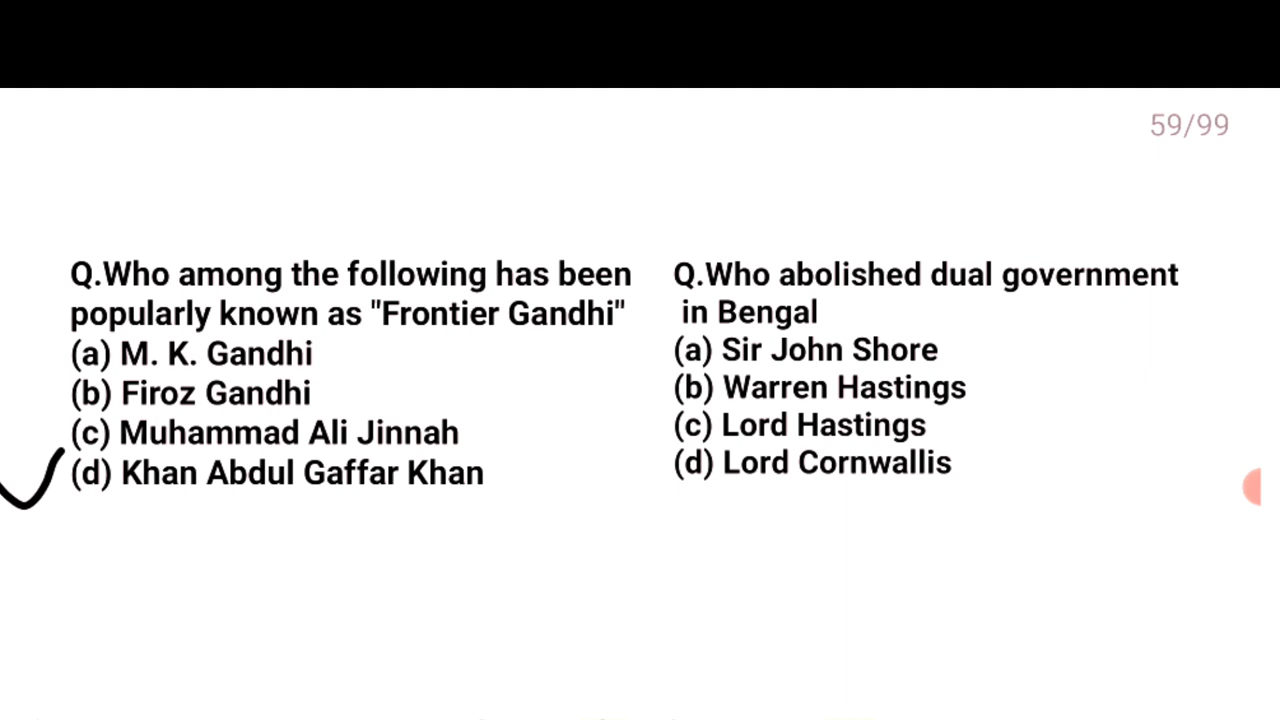 59/99
Q.Who among the following has been
popularly known as "Frontier Gandhi"
(a) M. K. Gandhi
(b) Firoz Gandhi
(c) Muhammad Ali Jinnah
(d) Khan Abdul Gaffar Khan
Q.Who abolished dual government
in Bengal
(a) Sir John Shore
(b) Warren Hastings
(c) Lord Hastings
(d) Lord Cornwallis